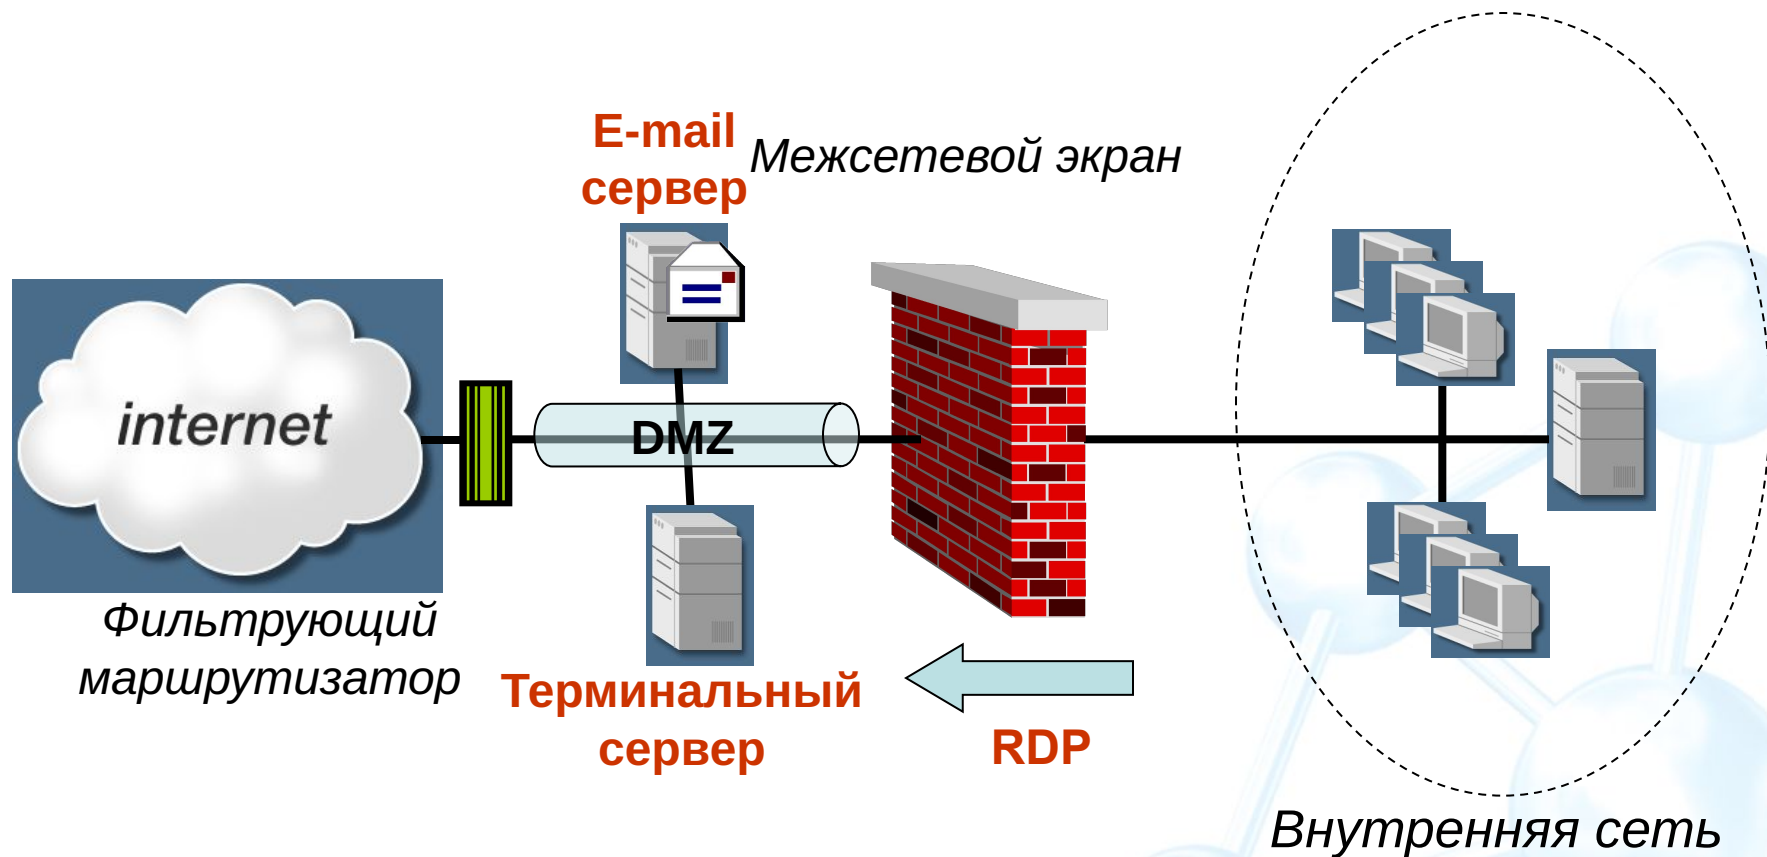 E-mail
сервер
Межсетевой экран
internet
DMZ
Фильтрующий
маршрутизатор
Терминальный
сервер
RDP
Внутренняя сеть